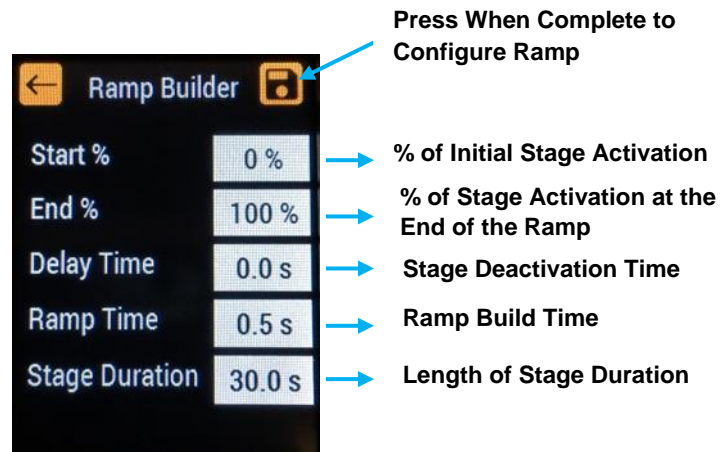 Press When Complete to
Configure Ramp
Ramp Builder
Start %
0 %
% of Initial Stage Activation
End %
100 %
% of Stage Activation at the
End of the Ramp
Delay Time
0.0 s
Stage Deactivation Time
Ramp Time
0.5 s
Ramp Build Time
Stage Duration
30.0 s
Length of Stage Duration